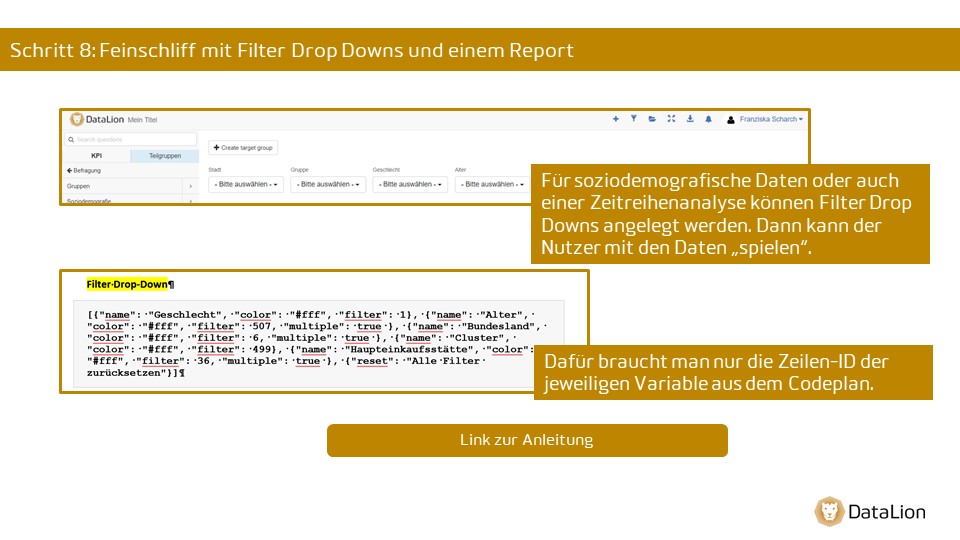 Schritt 8: Feinschliff mit Filter Drop Downs und einem Report
DataLion Mein Titel
Franziska Scharch
Search questions
KPI Teilgruppen
Befragung
Gruppen
Soziodemografie
Create target group
Stadt Gruppe Geschlecht Alter
- Bitte auswählen - - Bitte auswählen - - Bitte auswählen - - Bitte auswählen -
Für soziodemografische Daten oder auch
einer Zeitreihenanalyse können Filter Drop
Downs angelegt werden. Dann kann der
Nutzer mit den Daten „spielen“.
Filter·Drop-Down¶
[{"name":·"Geschlecht",·"color":·"#fff",·"filter":·1},·{"name":·"Alter",·
"color":·"#fff",·"filter":·507,·"multiple":·true·},·{"name":·"Bundesland",·
"color":·"#fff",·"filter":·6,·"multiple":·true·},·{"name":·"Cluster",·
"color":·"#fff",·"filter":·499},·{"name":·"Haupteinkaufsstätte",·"color":·
"#fff",·"filter":·36,·"multiple":·true·},·{"reset":·"Alle·Filter·
zurücksetzen"}]¶
Dafür braucht man nur die Zeilen-ID der
jeweiligen Variable aus dem Codeplan.
Link zur Anleitung
DataLion